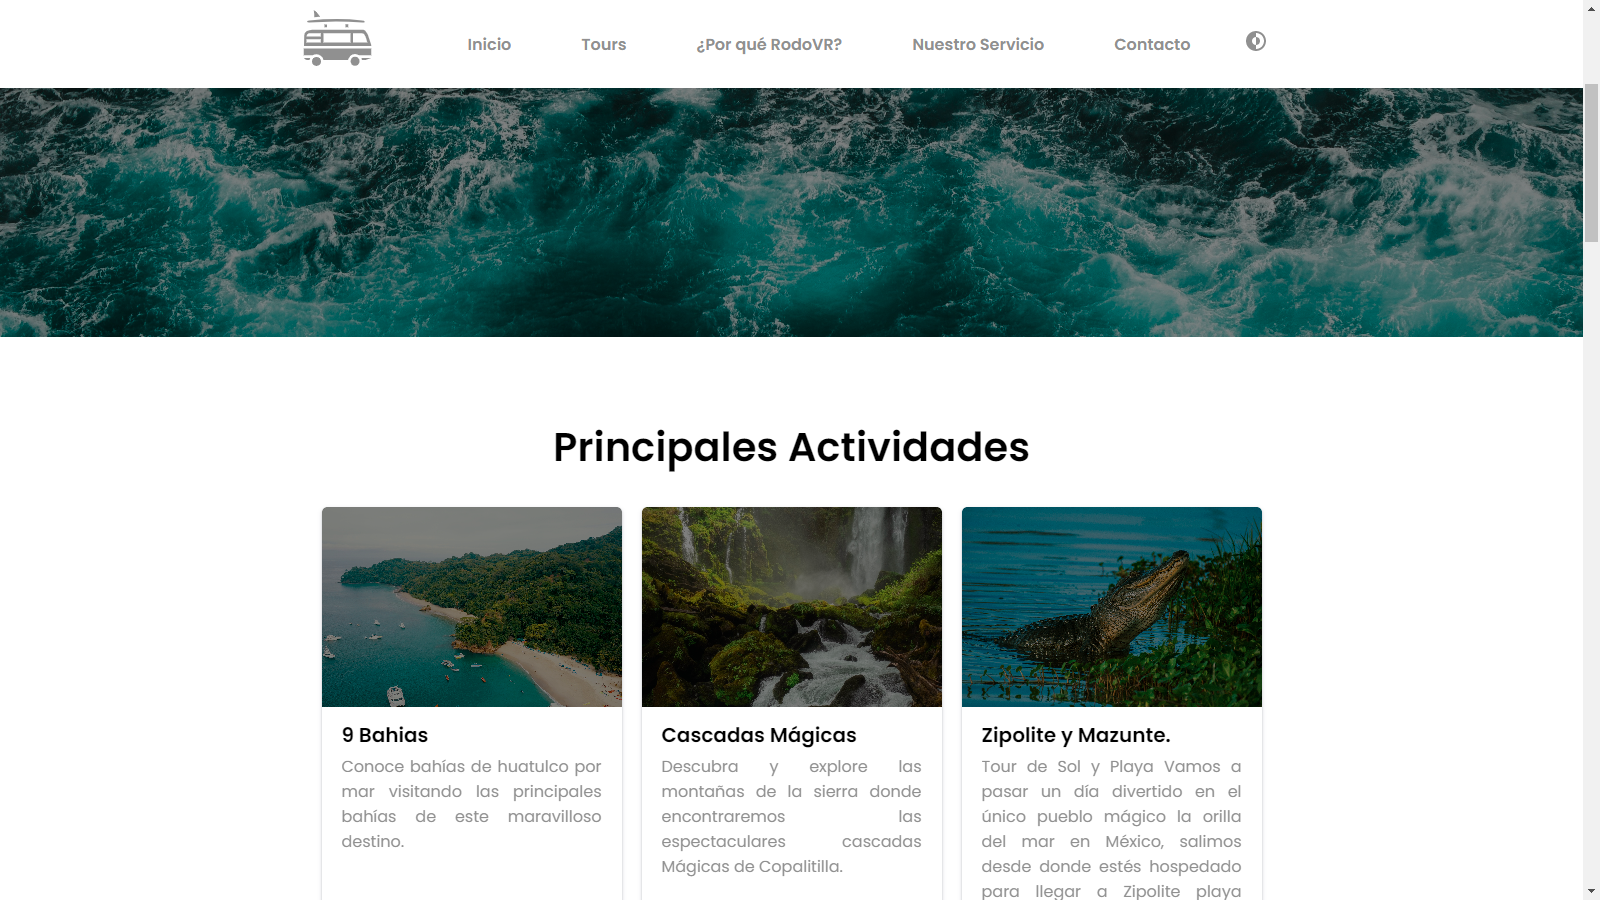 Inicio
Tours
¿Por qué RodoVR?
Nuestro Servicio
Contacto
Principales Actividades
9 Bahias
Conoce bahías de huatulco por
mar visitando las principales
bahías de este maravilloso
destino.
Cascadas Mágicas
Descubra y explore las
montañas de la sierra donde
encontraremos las
espectaculares cascadas
Mágicas de Copalitilla.
Zipolite y Mazunte.
Tour de Sol y Playa Vamos a
pasar un día divertido en el
único pueblo mágico la orilla
del mar en México, salimos
desde donde estés hospedado
para llegar a Zipolite playa